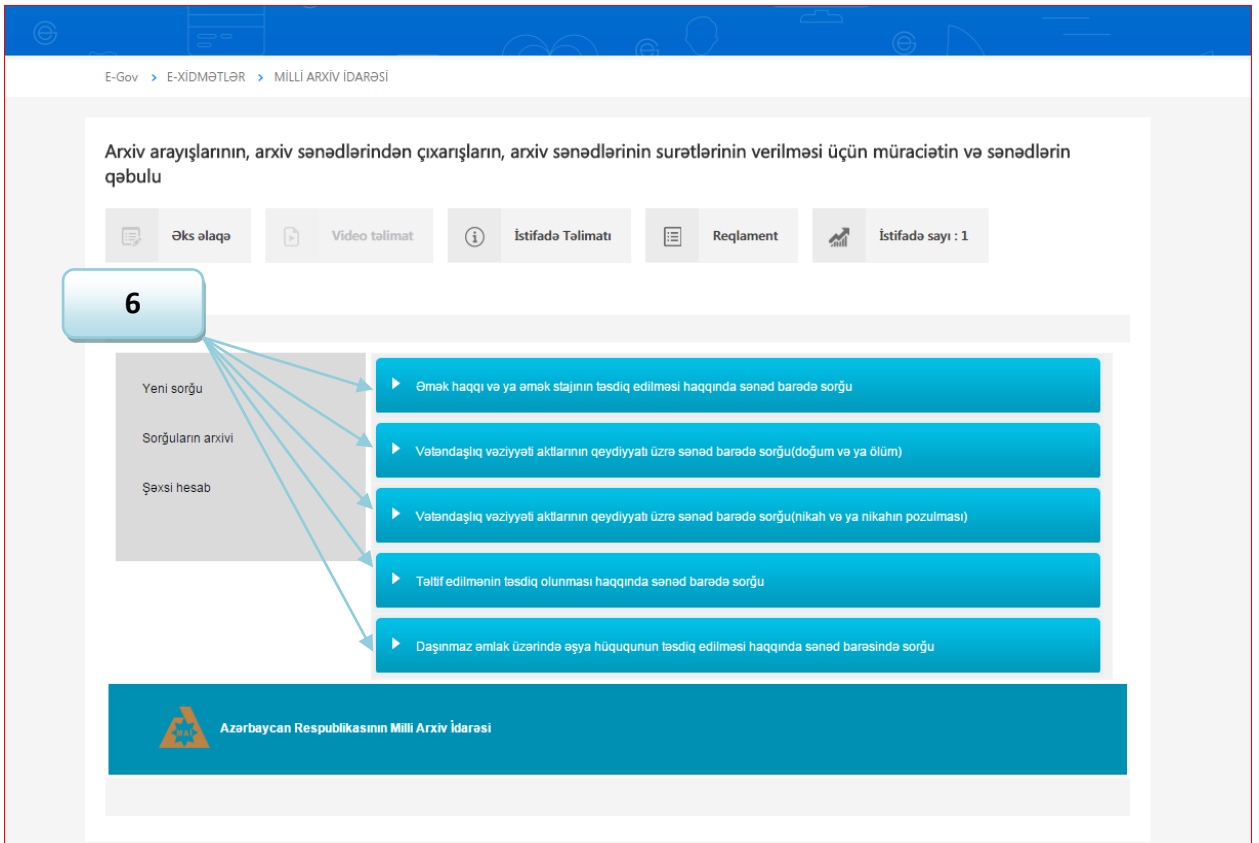 E-Gov > E-XİDMƏTLƏR > MİLLİ ARXİV İDARƏSİ
Arxiv arayışlarının, arxiv sənədlərindən çıxarışların, arxiv sənədlərinin surətlərinin verilməsi üçün müraciətin və sənədlərin
qəbulu
Əks əlaqə
Video təlimat
İstifadə Təlimatı
Reqlament
İstifadə sayı : 1
6
Yeni sorğu
Sorğuların arxivi
Şəxsi hesab
Əmək haqqı və ya əmək stajının təsdiq edilməsi haqqında sənəd barədə sorğu
Vətəndaşlıq vəziyyəti aktlarının qeydiyyatı üzrə sənəd barədə sorğu(doğum və ya ölüm)
Vətəndaşlıq vəziyyəti aktlarının qeydiyyatı üzrə sənəd barədə sorğu(nikah və ya nikahın pozulması)
Təltif edilmənin təsdiq olunması haqqında sənəd barədə sorğu
Daşınmaz əmlak üzərində əşya hüququnun təsdiq edilməsi haqqında sənəd barəsində sorğu
MAİ
Azərbaycan Respublikasının Milli Arxiv İdarəsi